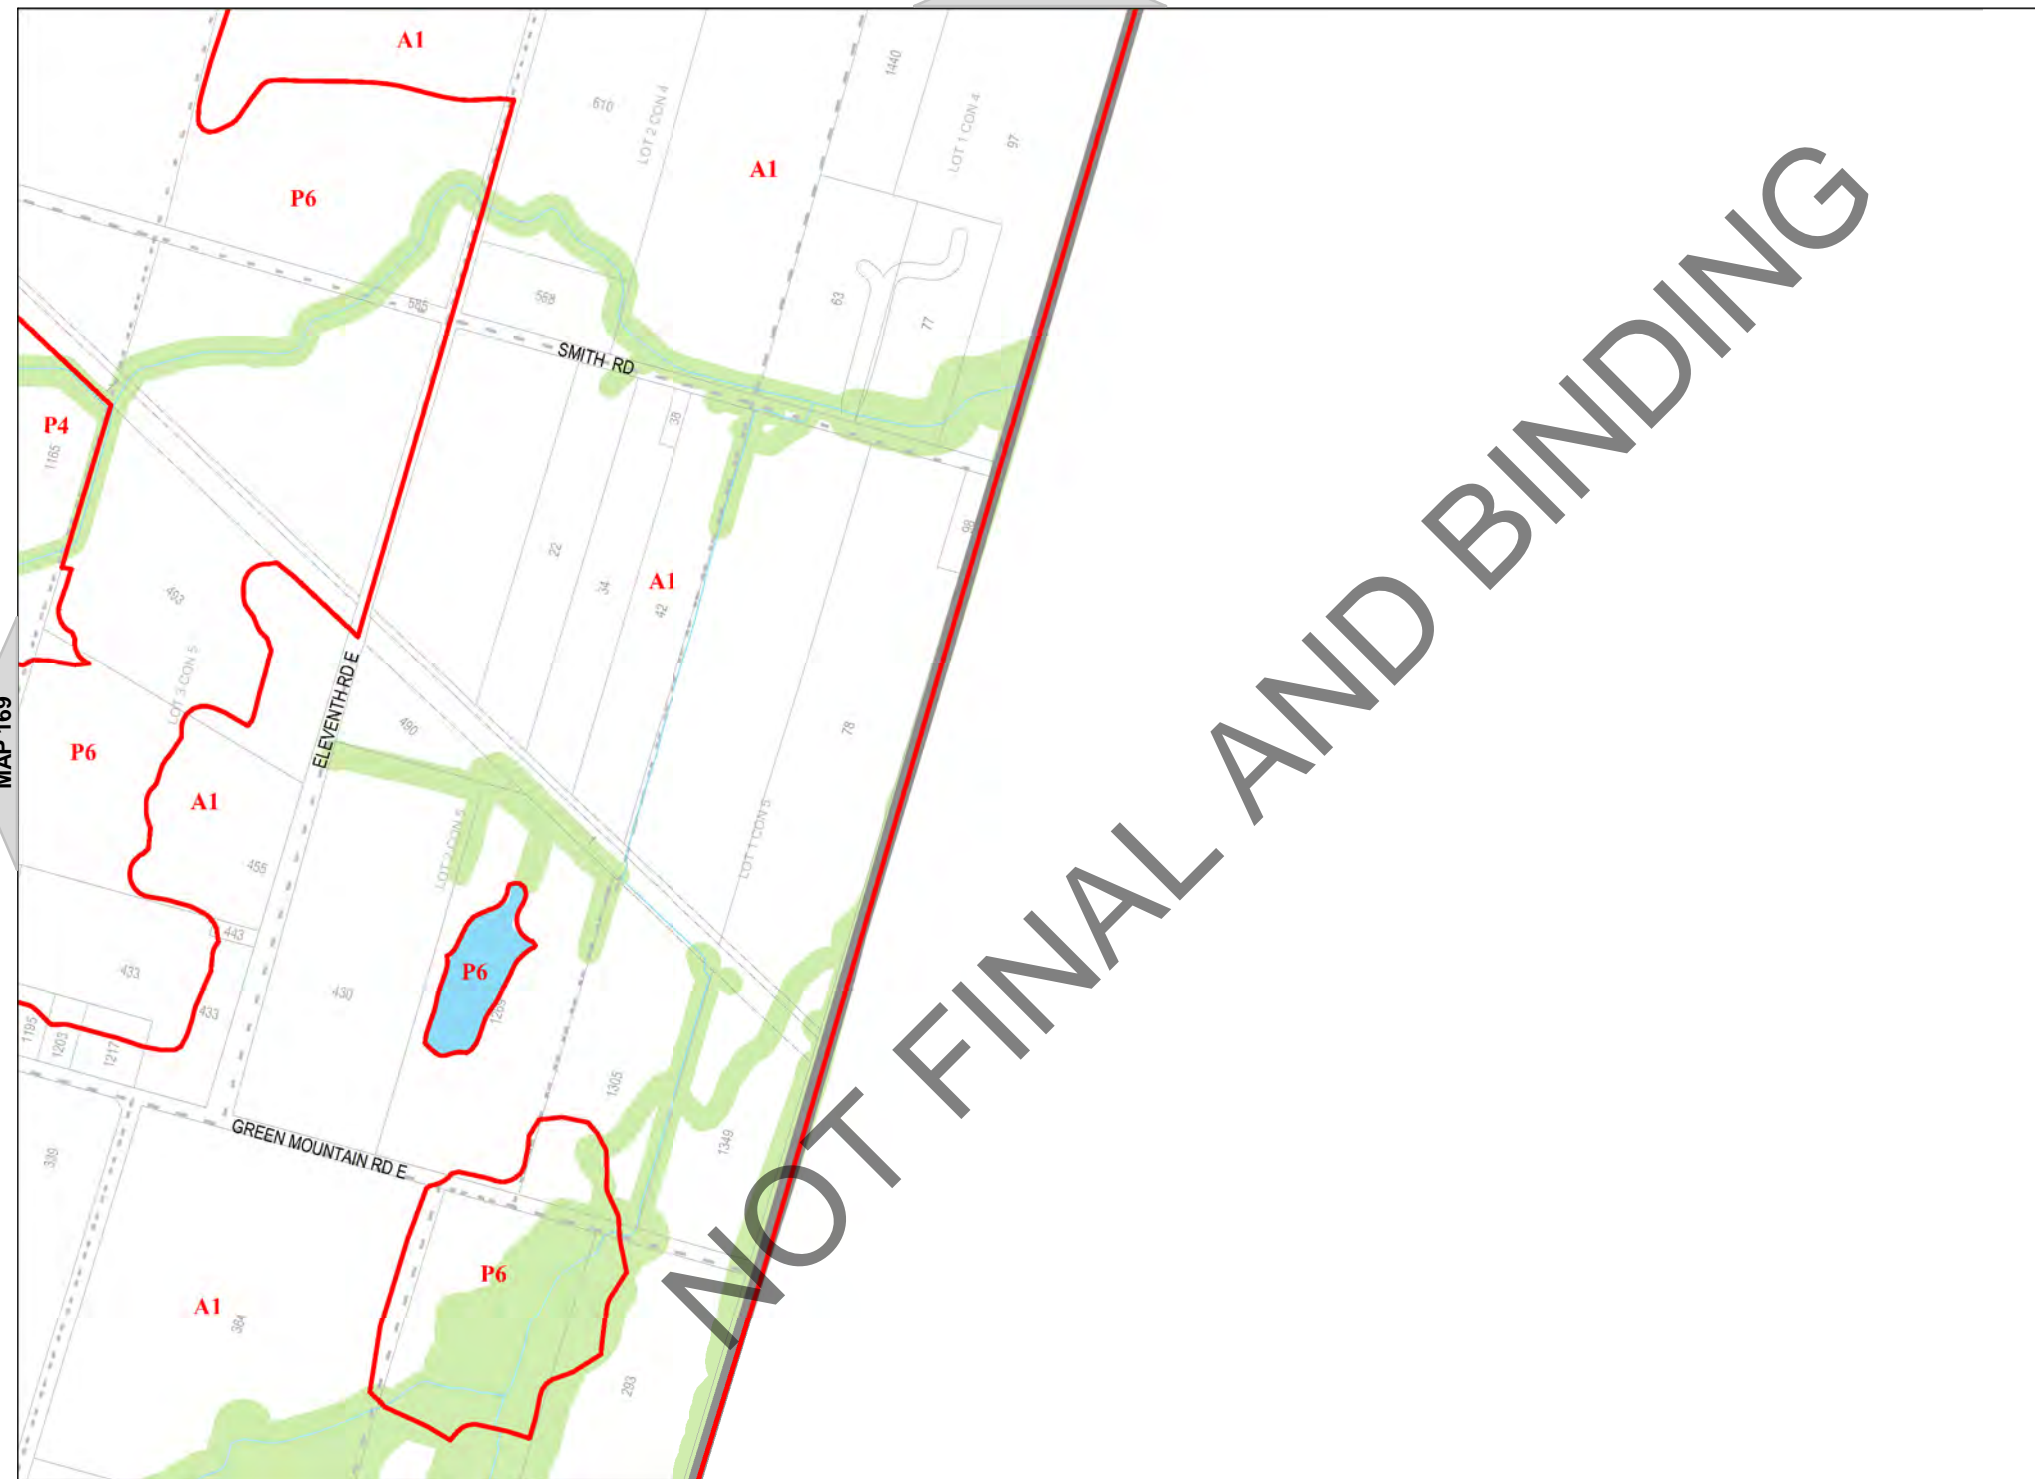 A1
610
LOT 2 CON 4
1440
LOT 1 CON 4
97
A1
P6
585
568
63
77
SMITH RD
P4
1165
38
98
22
34
A1
42
493
LOT 3 CON 5
ELEVENTH RD E
490
78
MAP 169
P6
A1
455
LOT 2 CON 5
LOT 1 CON 5
443
433
433
430
P6
1195
1203
1217
1305
1349
339
GREEN MOUNTAIN RD E
P6
A1
364
293
NOT FINAL AND BINDING